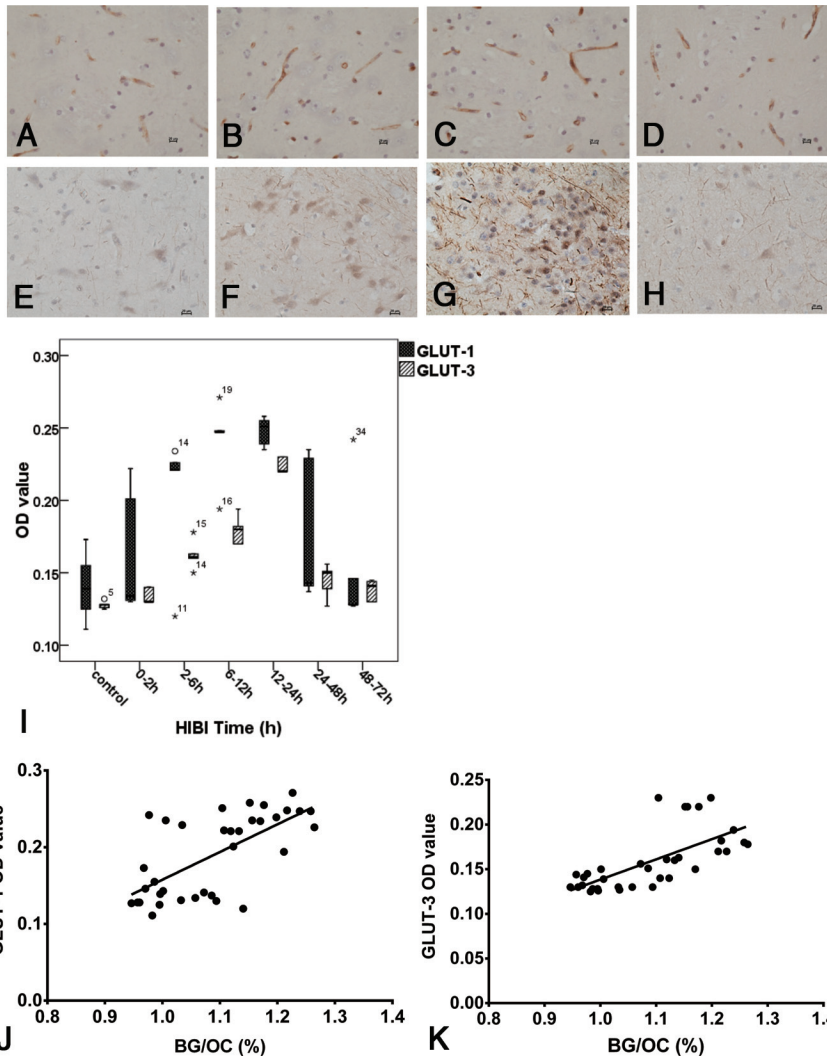 A
B
C
D
E
F
G
H
0.30
0.25
0.20
0.15
0.10
OD value
GLUT-1
GLUT-3
5
14
11
15
14
19
16
34
control
0-2h
2-6h
6-12h
12-24h
24-48h
48-72h
HIBI Time (h)
I
0.3
0.2
0.1
0.0
OD value
0.8 0.9 1.0 1.1 1.2 1.3 1.4
BG/OC (%)
J
0.25
0.20
0.15
0.10
0.05
0.00
GLUT-3 OD value
0.8 0.9 1.0 1.1 1.2 1.3 1.4
BG/OC (%)
K